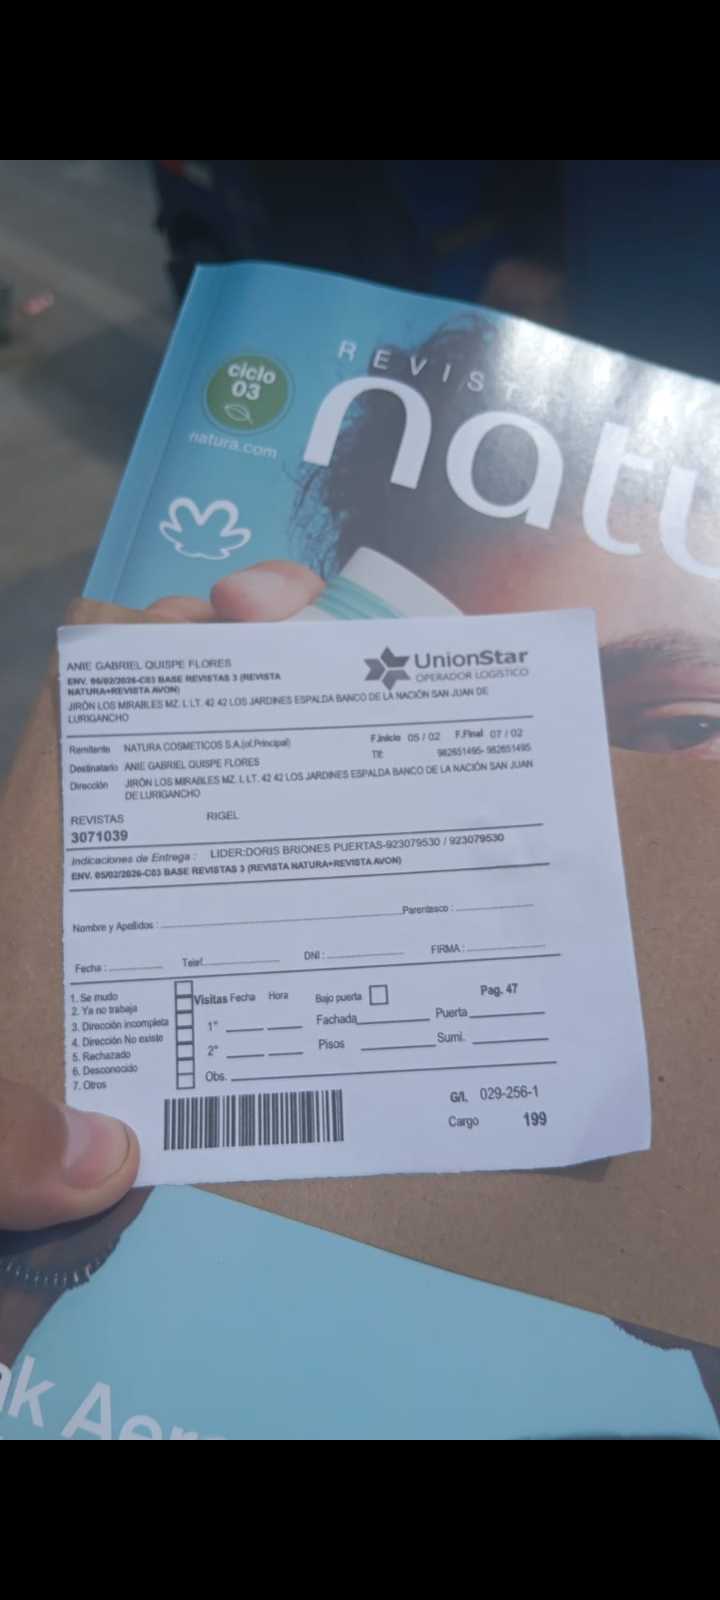 REVISTA
natu
ciclo
03
natura.com
ANIE GABRIEL QUISPE FLORES
ENV. 05/02/2026-C03 BASE REVISTAS 3 (REVISTA
NATURA+REVISTA AVON)
JIRÓN LOS MIRABLES MZ. L LT. 42 42 LOS JARDINES ESPALDA BANCO DE LA NACIÓN SAN JUAN DE
LURIGANCHO
UnionStar
OPERADOR LOGÍSTICO
Remitente NATURA COSMETICOS S.A.(of.Principal) F.Inicio 05 / 02 F.Final 07 / 02
Destinatario ANIE GABRIEL QUISPE FLORES Tlf: 982651495- 982651495
Dirección JIRÓN LOS MIRABLES MZ. L LT. 42 42 LOS JARDINES ESPALDA BANCO DE LA NACIÓN SAN JUAN
DE LURIGANCHO
REVISTAS RIGEL
3071039
Indicaciones de Entrega : LIDER:DORIS BRIONES PUERTAS-923079530 / 923079530
ENV. 05/02/2026-C03 BASE REVISTAS 3 (REVISTA NATURA+REVISTA AVON)
Nombre y Apellidos : Parentesco :
Fecha : Telef. DNI : FIRMA :
1. Se mudo
2. Ya no trabaja
3. Dirección incompleta
4. Dirección No existe
5. Rechazado
6. Desconocido
7. Otros
Visitas Fecha Hora Bajo puerta Pag. 47
1° Fachada Puerta
2° Pisos Sumi.
Obs.
G/L 029-256-1
Cargo 199
k Aer